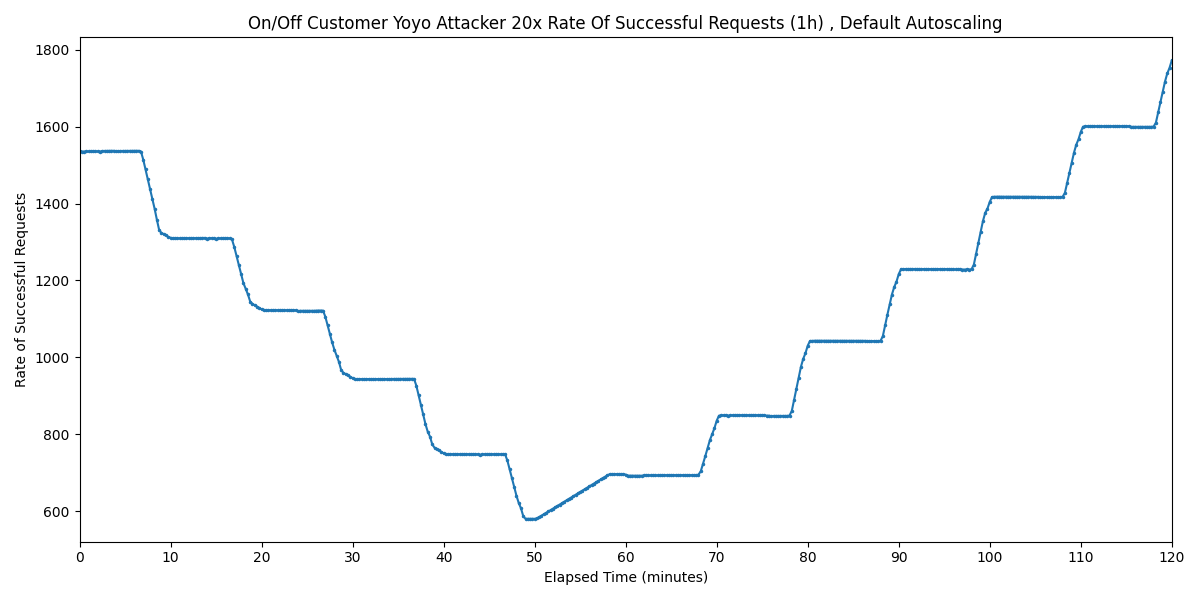 On/Off Customer Yoyo Attacker 20x Rate Of Successful Requests (1h) , Default Autoscaling
1800
1600
1400
1200
1000
800
600
Rate of Successful Requests
0 10 20 30 40 50 60 70 80 90 100 110 120
Elapsed Time (minutes)